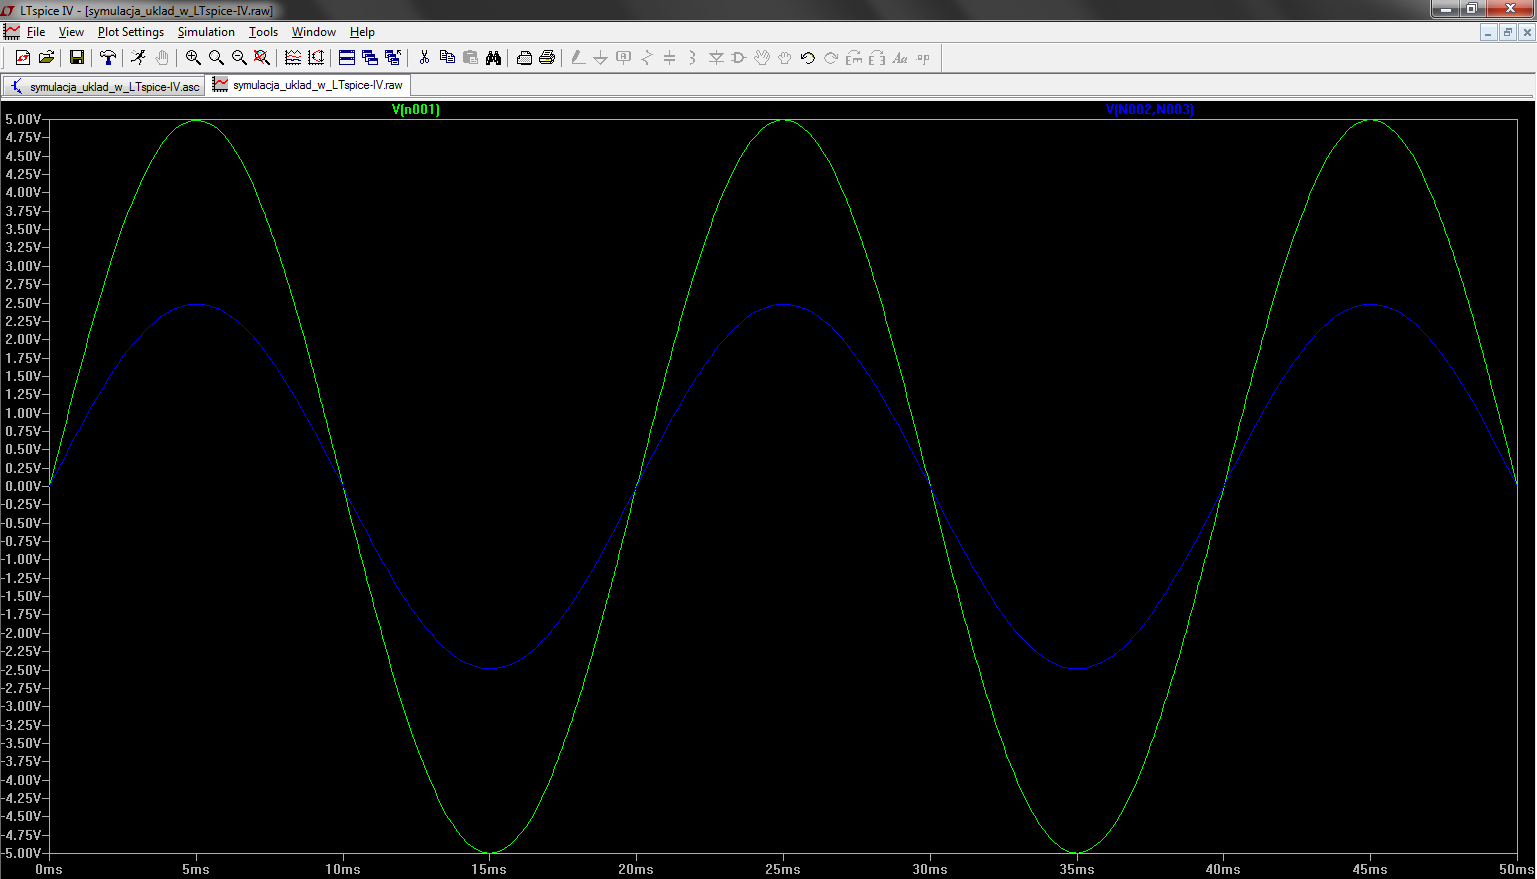 LTspice IV - [symulacja_uklad_w_LTspice-IV.raw]
File View Plot Settings Simulation Tools Window Help
symulacja_uklad_w_LTspice-IV.asc symulacja_uklad_w_LTspice-IV.raw
V(n001) V(N002,N003)
5.00V
4.75V
4.50V
4.25V
4.00V
3.75V
3.50V
3.25V
3.00V
2.75V
2.50V
2.25V
2.00V
1.75V
1.50V
1.25V
1.00V
0.75V
0.50V
0.25V
0.00V
-0.25V
-0.50V
-0.75V
-1.00V
-1.25V
-1.50V
-1.75V
-2.00V
-2.25V
-2.50V
-2.75V
-3.00V
-3.25V
-3.50V
-3.75V
-4.00V
-4.25V
-4.50V
-4.75V
-5.00V
0ms 5ms 10ms 15ms 20ms 25ms 30ms 35ms 40ms 45ms 50ms